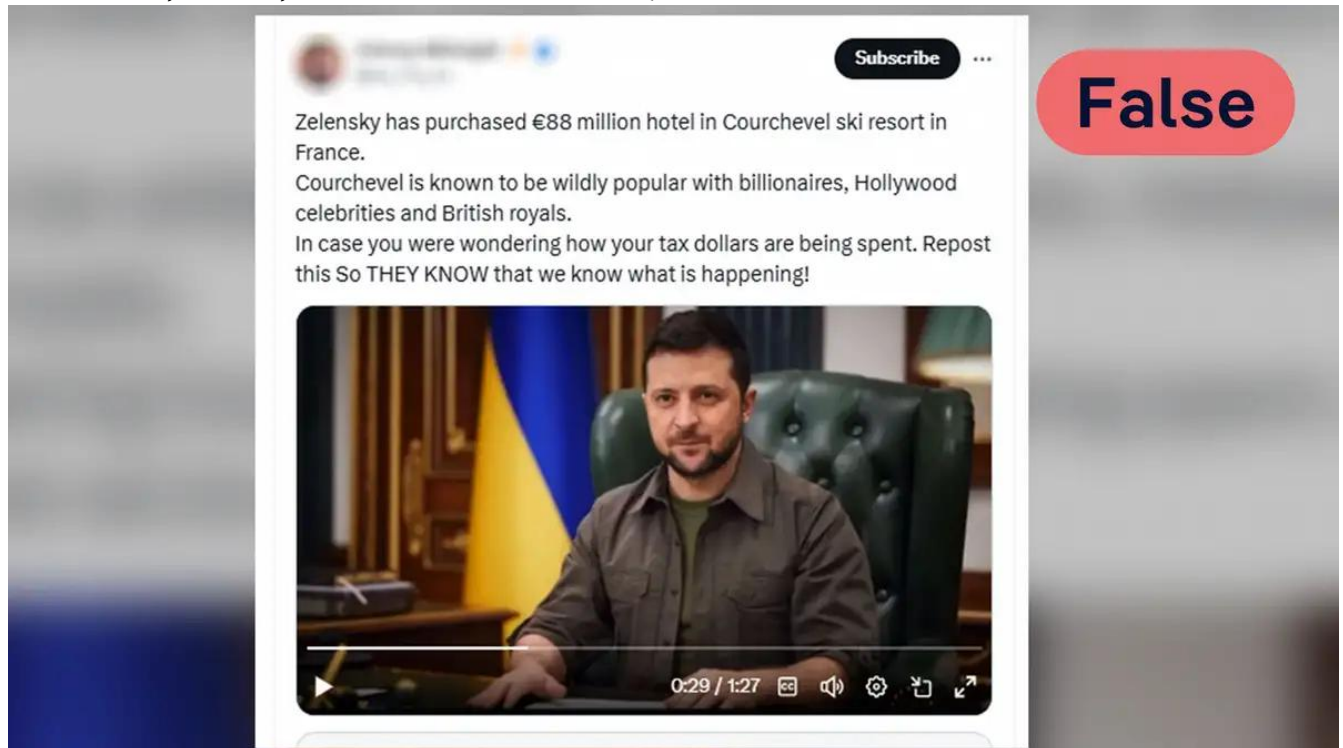 Subscribe
False
Zelensky has purchased €88 million hotel in Courchevel ski resort in
France.
Courchevel is known to be wildly popular with billionaires, Hollywood
celebrities and British royals.
In case you were wondering how your tax dollars are being spent. Repost
this So THEY KNOW that we know what is happening!
0:29 / 1:27
CC